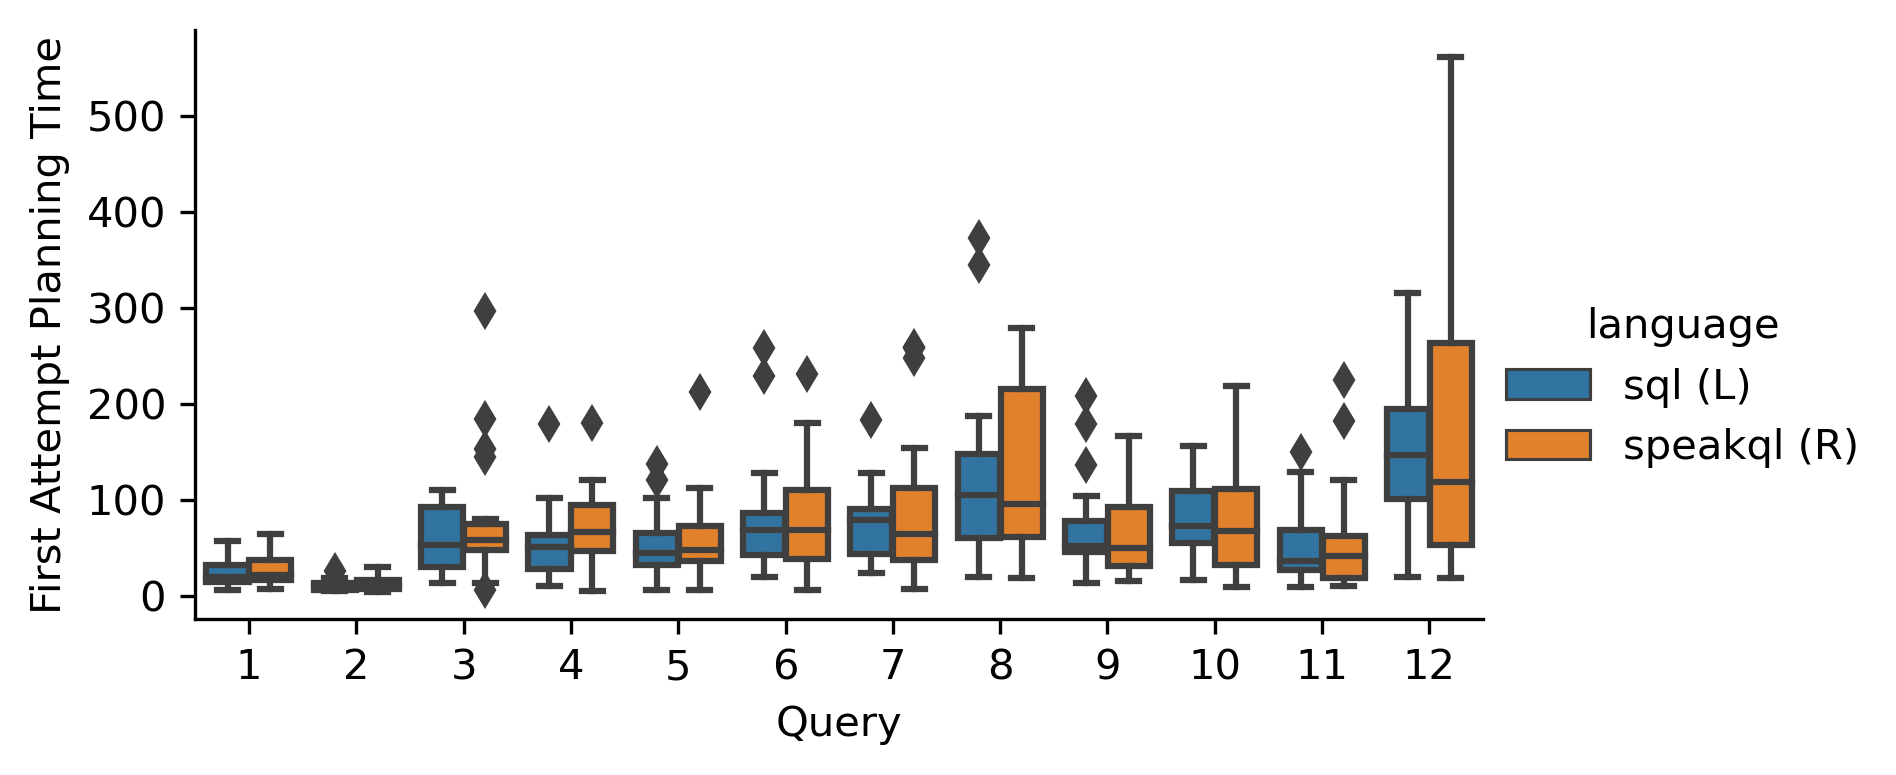 First Attempt Planning Time
500
400
300
200
100
0
1 2 3 4 5 6 7 8 9 10 11 12
Query
language
sql (L)
speakql (R)